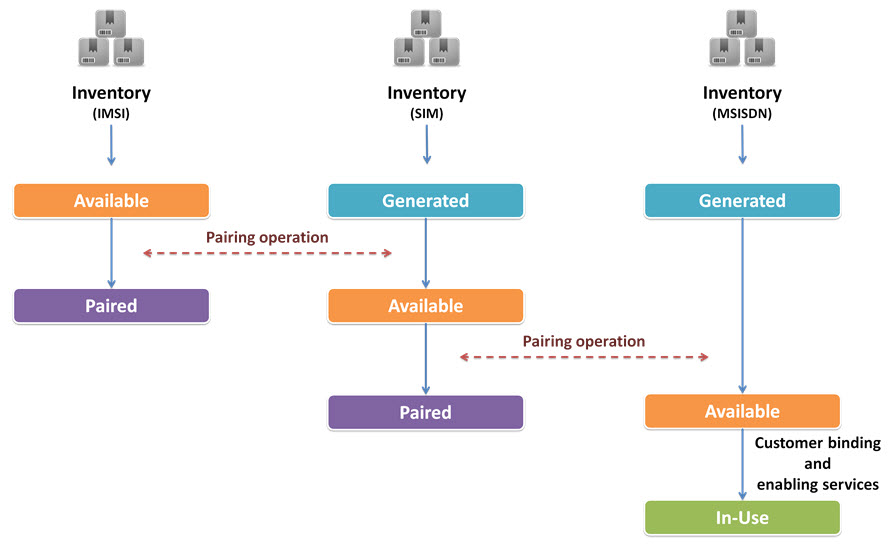 Inventory
(IMSI)
Inventory
(SIM)
Inventory
(MSISDN)
Available
Generated
Generated
Pairing operation
Paired
Available
Pairing operation
Paired
Available
Customer binding
and
enabling services
In-Use